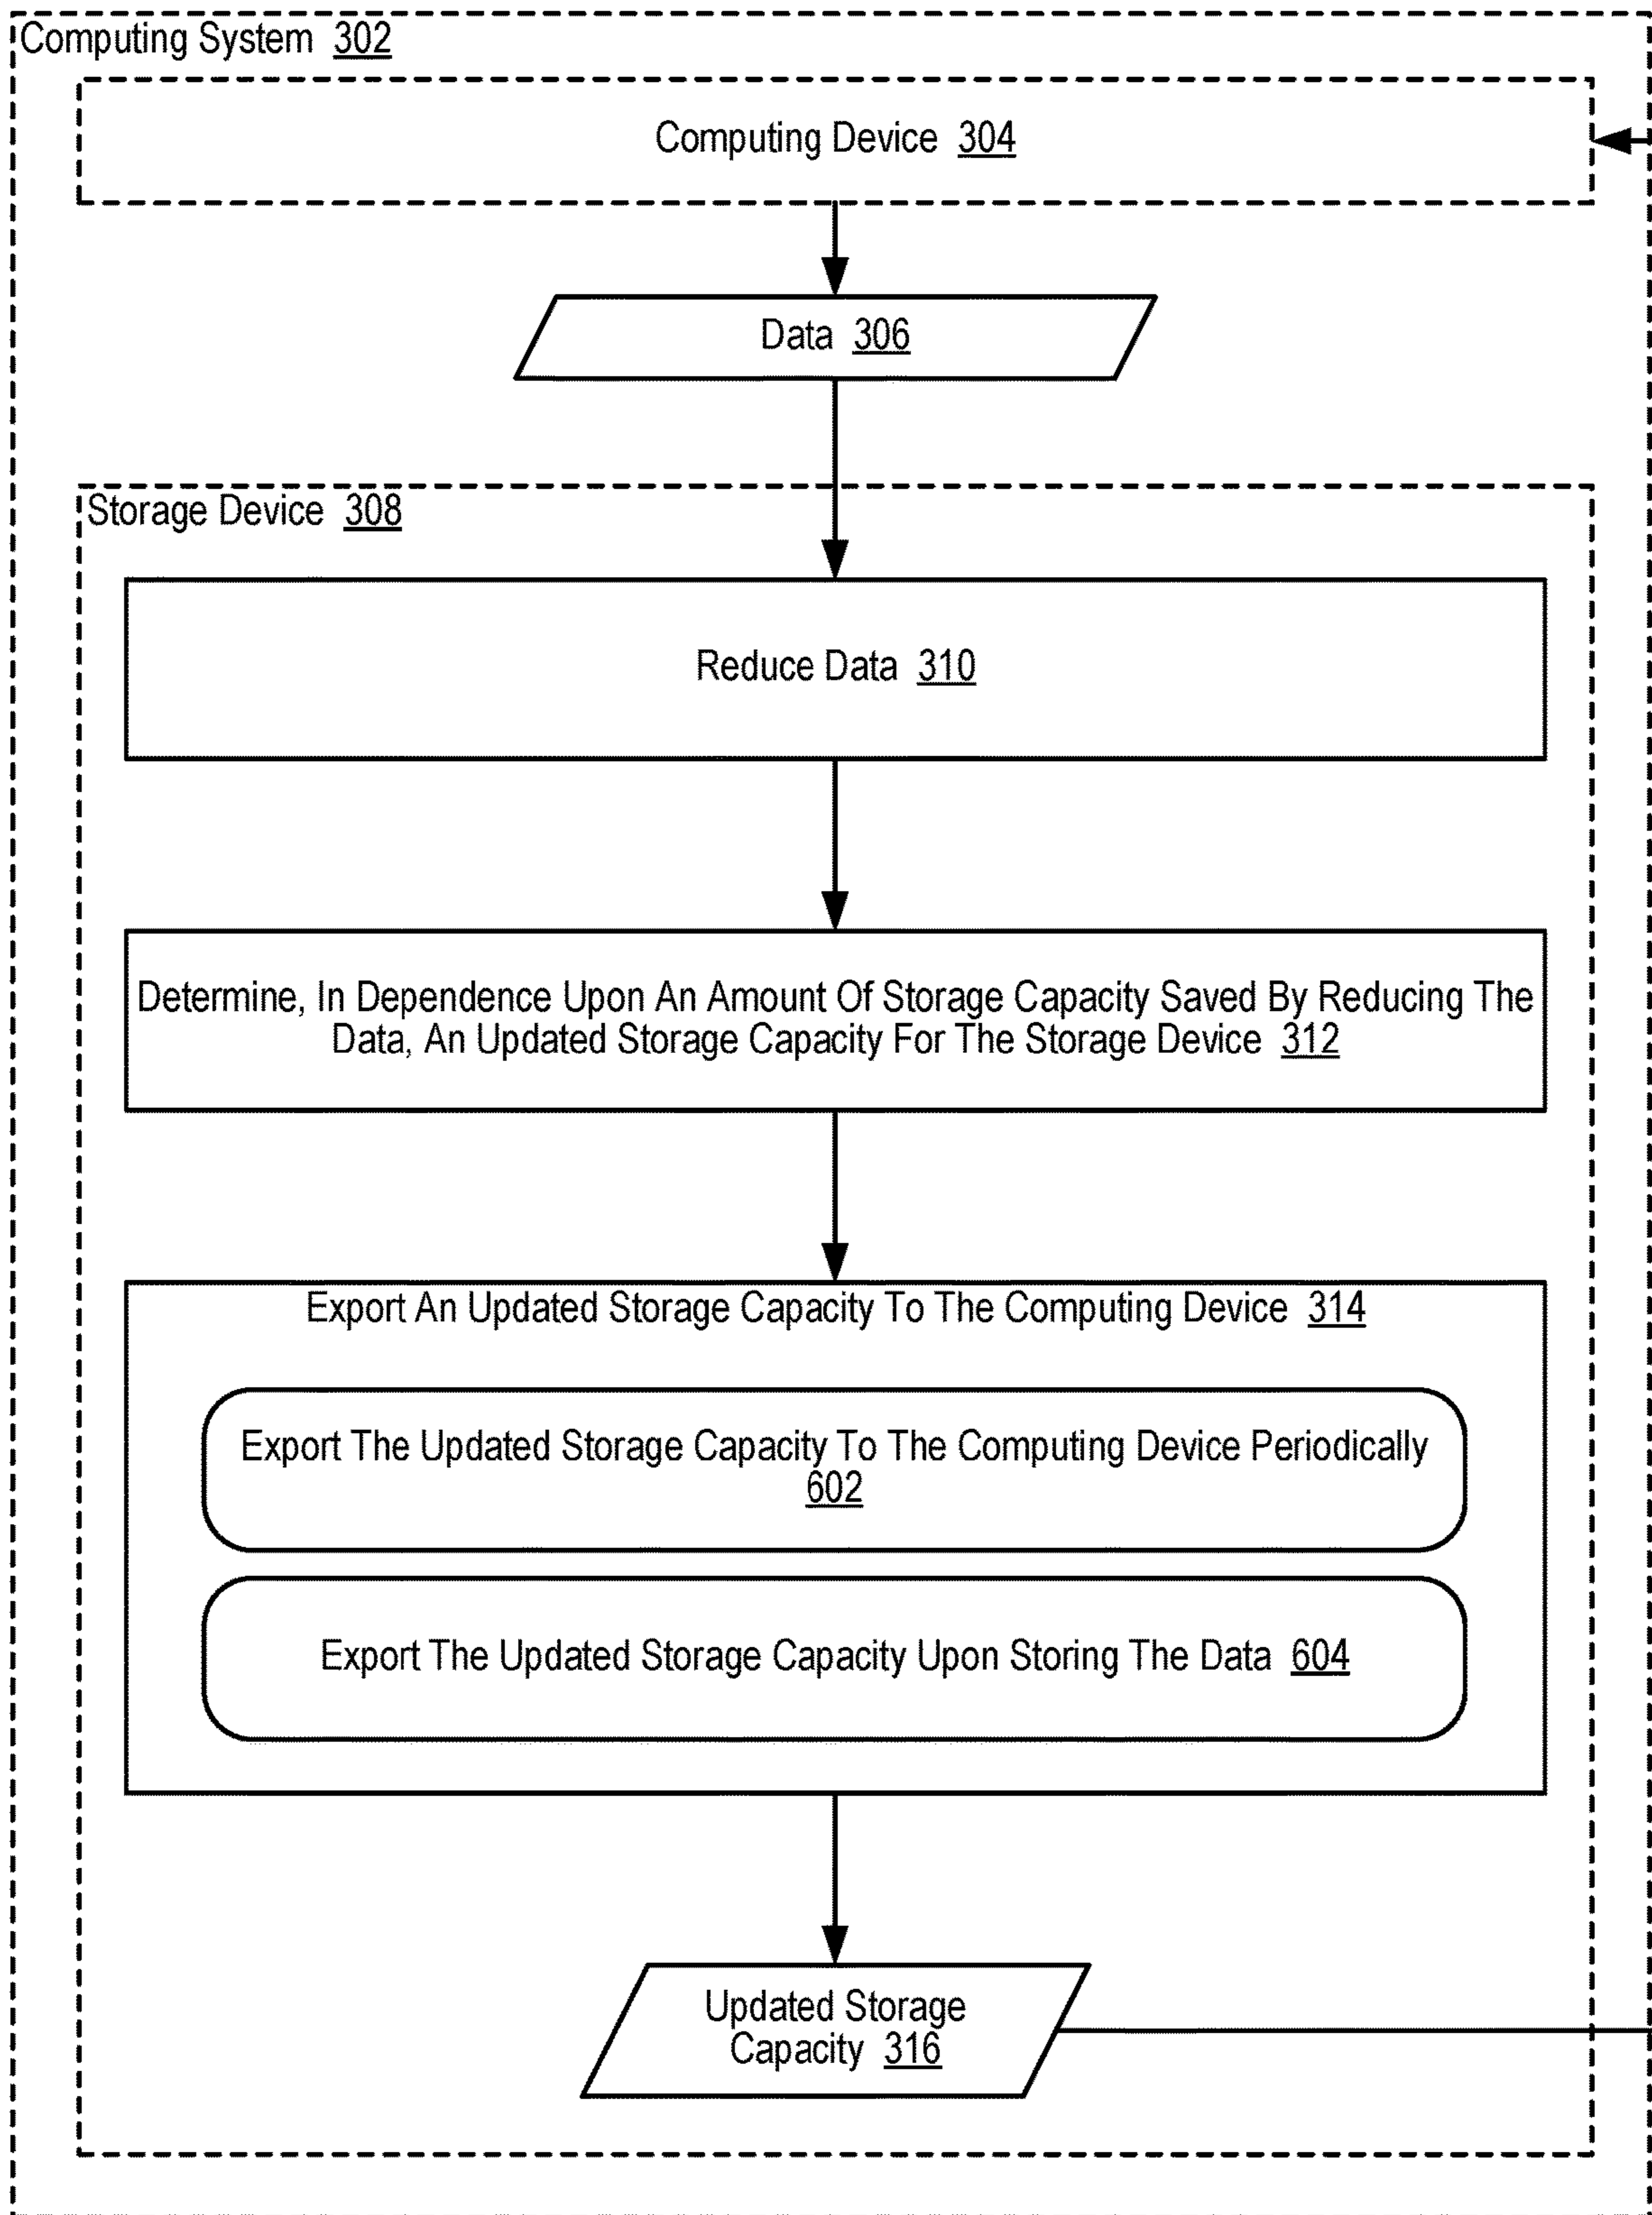 Computing System 302
Computing Device 304
Data 306
Storage Device 308
Reduce Data 310
Determine, In Dependence Upon An Amount Of Storage Capacity Saved By Reducing The
Data, An Updated Storage Capacity For The Storage Device 312
Export An Updated Storage Capacity To The Computing Device 314
Export The Updated Storage Capacity To The Computing Device Periodically
602
Export The Updated Storage Capacity Upon Storing The Data 604
Updated Storage
Capacity 316